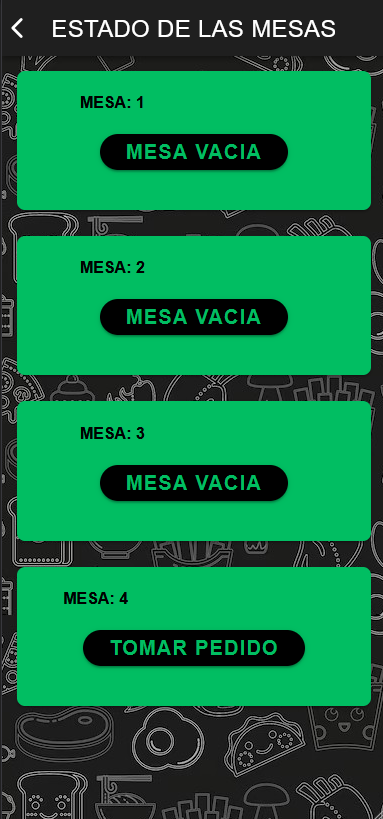 ESTADO DE LAS MESAS
MESA: 1
MESA VACIA
MESA: 2
MESA VACIA
MESA: 3
MESA VACIA
MESA: 4
TOMAR PEDIDO